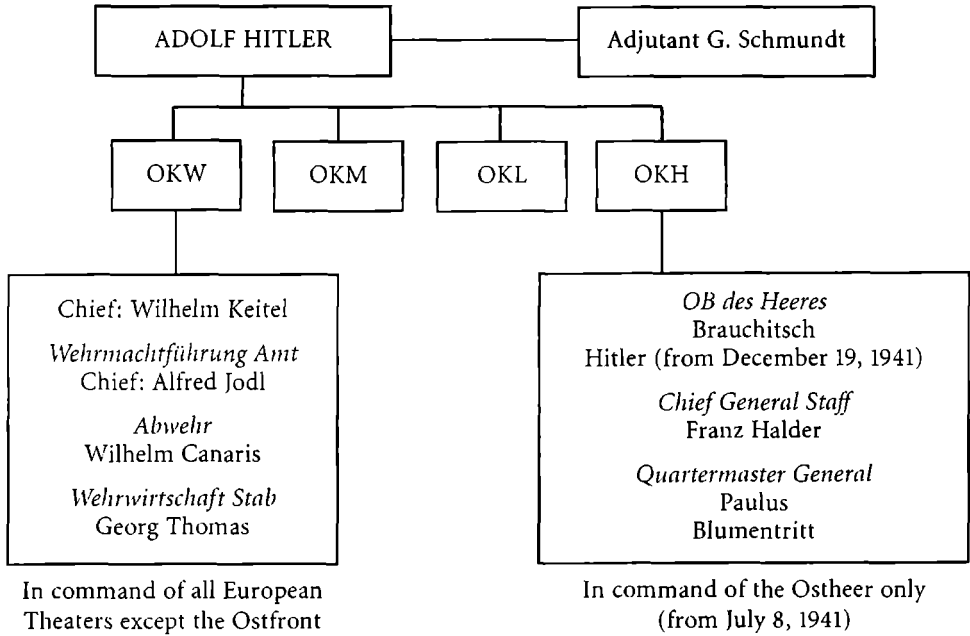 ADOLF HITLER
Adjutant G. Schmundt
OKW
OKM
OKL
OKH
Chief: Wilhelm Keitel
Wehrmachtführung Amt
Chief: Alfred Jodl
Abwehr
Wilhelm Canaris
Wehrwirtschaft Stab
Georg Thomas
In command of all European
Theaters except the Ostfront
OB des Heeres
Brauchitsch
Hitler (from December 19, 1941)
Chief General Staff
Franz Halder
Quartermaster General
Paulus
Blumentritt
In command of the Ostheer only
(from July 8, 1941)